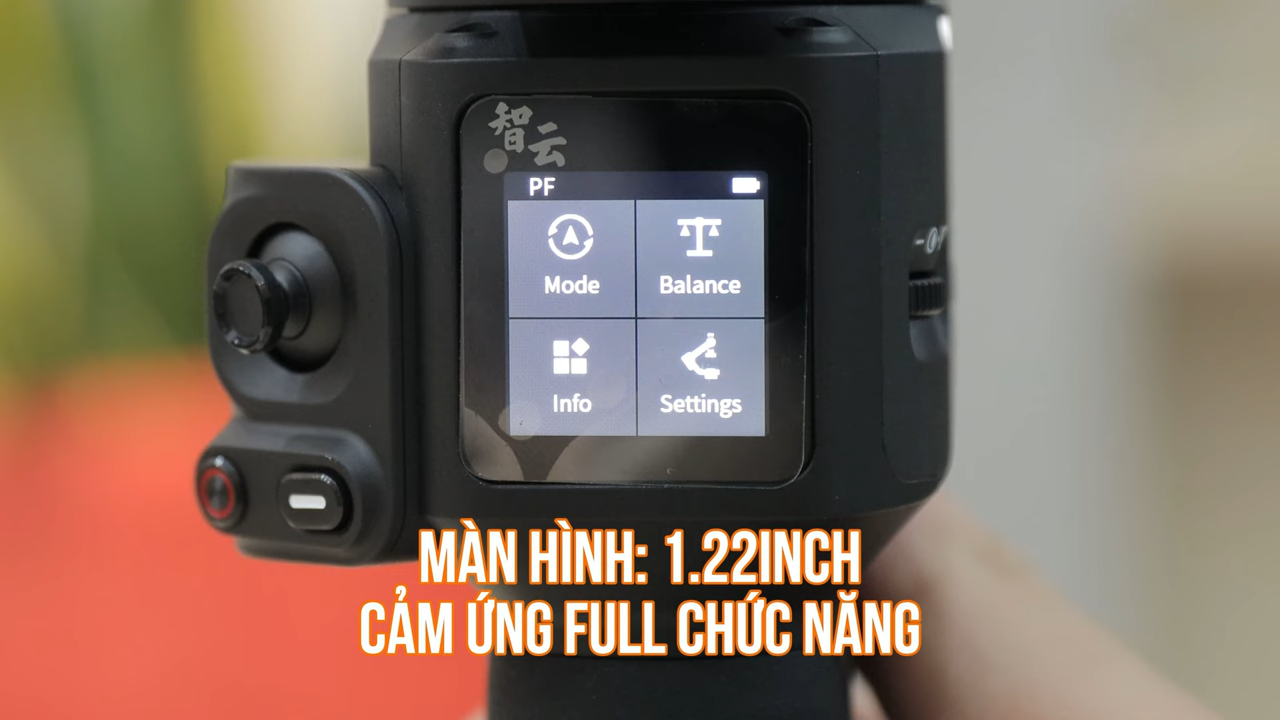 智云
PF
Mode
Balance
Info
Settings
MÀN HÌNH: 1.22INCH
CẢM ỨNG FULL CHỨC NĂNG